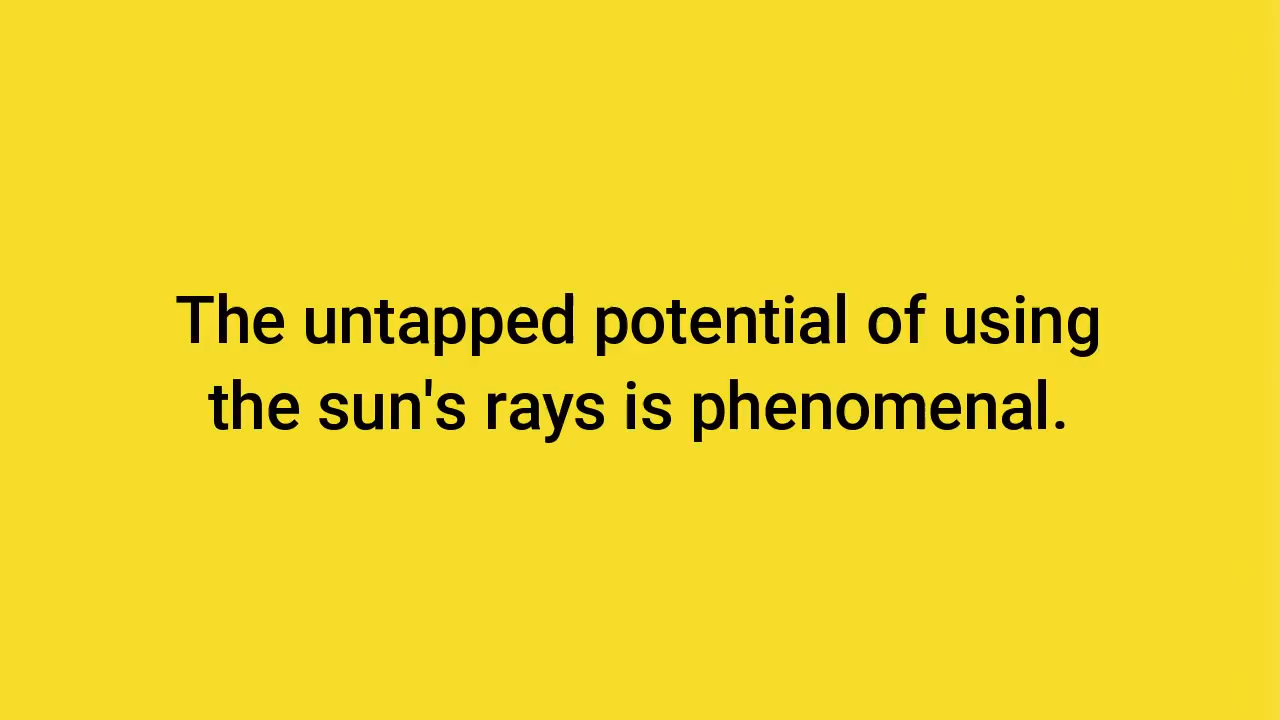 The untapped potential of using
the sun's rays is phenomenal.